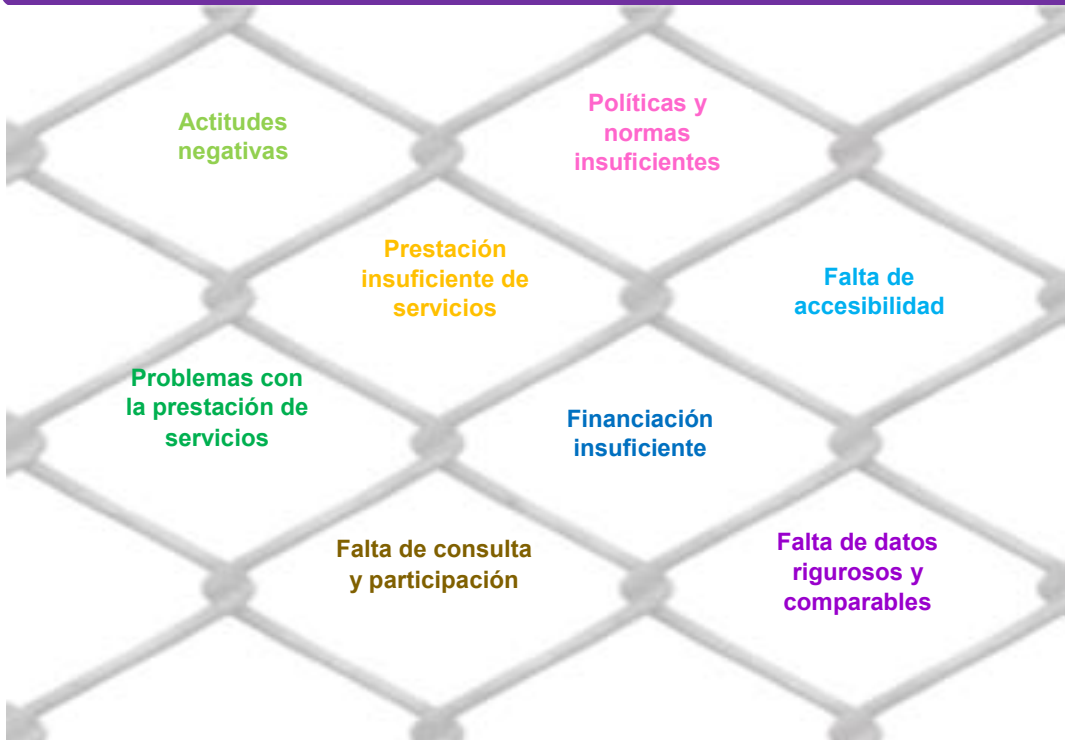 Actitudes
negativas
Políticas y
normas
insuficientes
Prestación
insuficiente de
servicios
Falta de
accesibilidad
Problemas con
la prestación de
servicios
Financiación
insuficiente
Falta de consulta
y participación
Falta de datos
rigurosos y
comparables